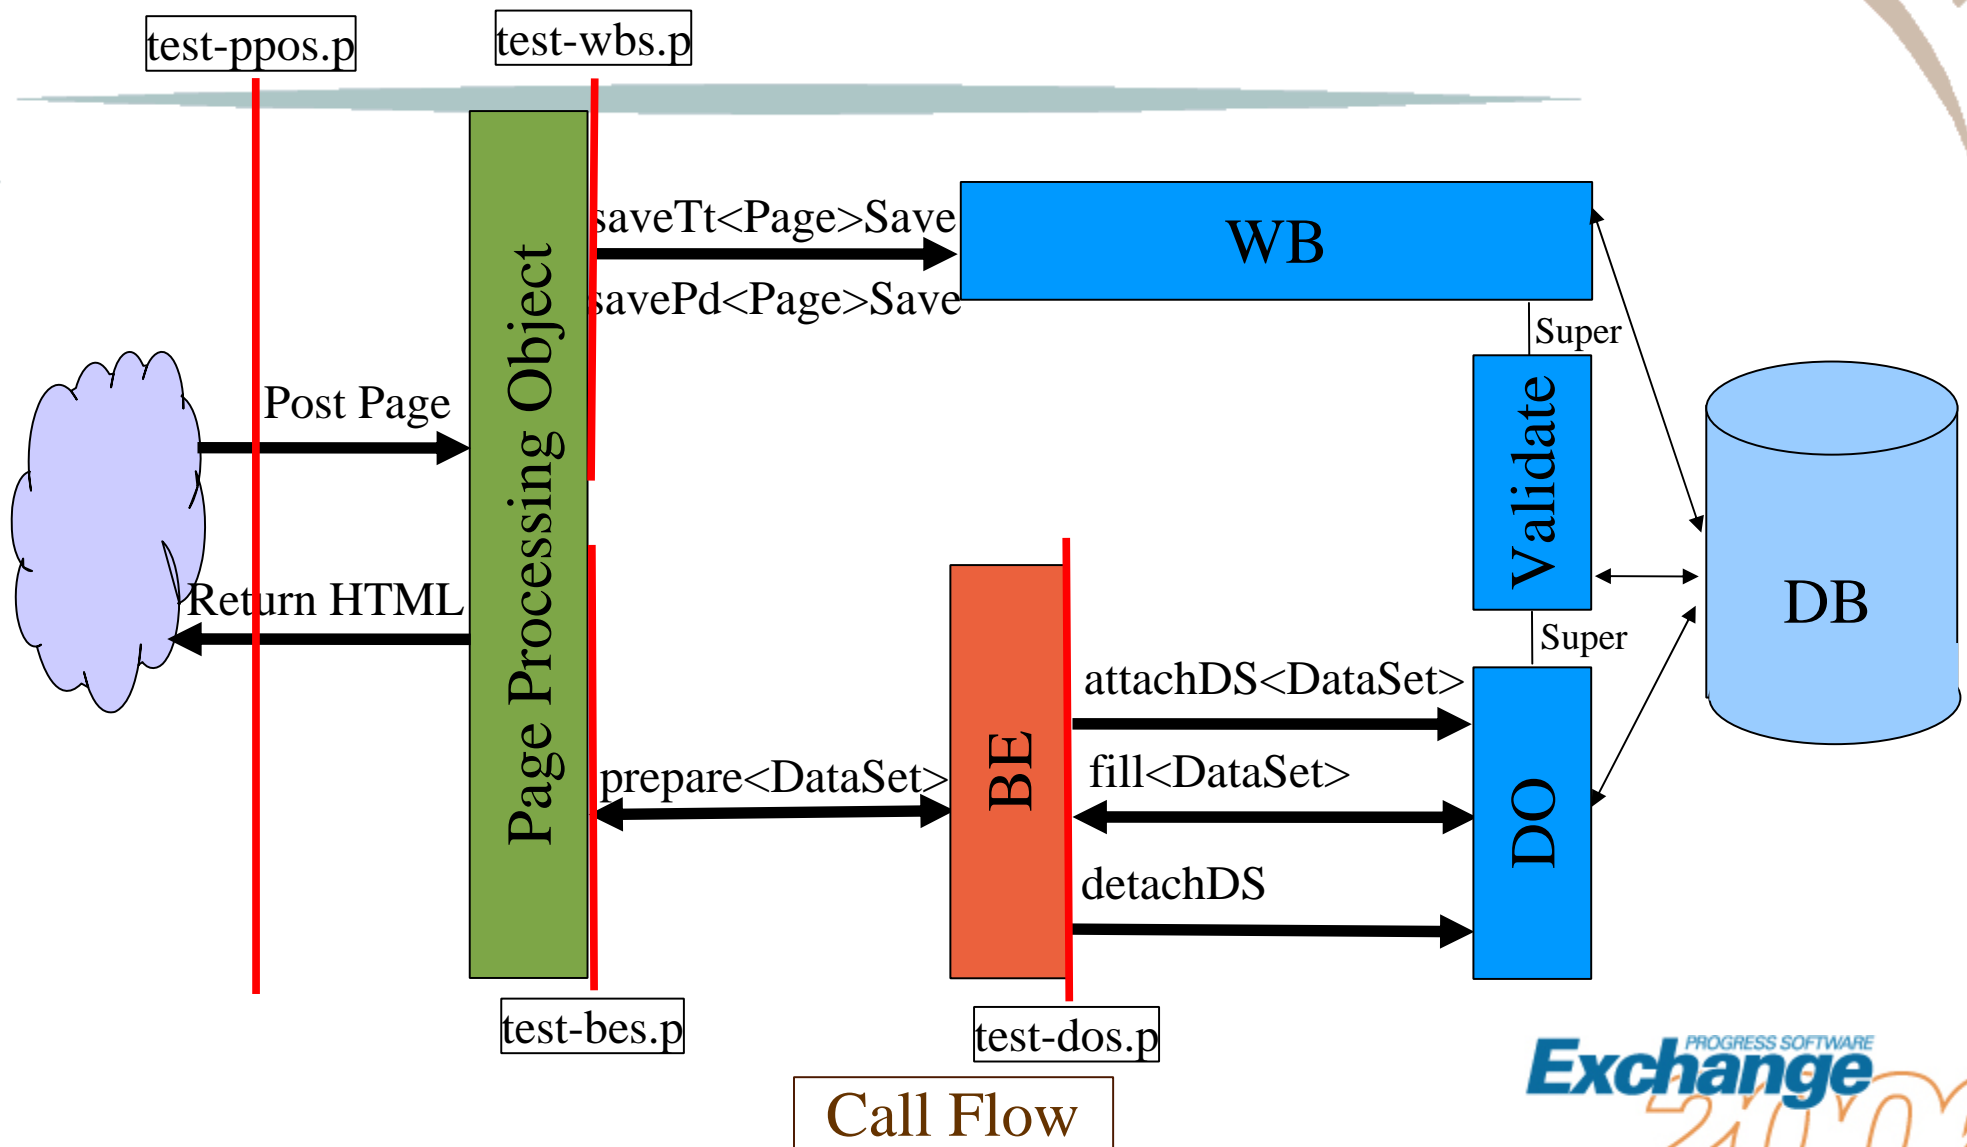 test-ppos.p
test-wbs.p
saveTt<Page>Save
WB
savePd<Page>Save
Super
Post Page
Page Processing Object
Validate
Return HTML
DB
Super
attachDS<DataSet>
prepare<DataSet>
BE
fill<DataSet>
DO
detachDS
test-bes.p
test-dos.p
PROGRESS SOFTWARE
Exchange
Call Flow